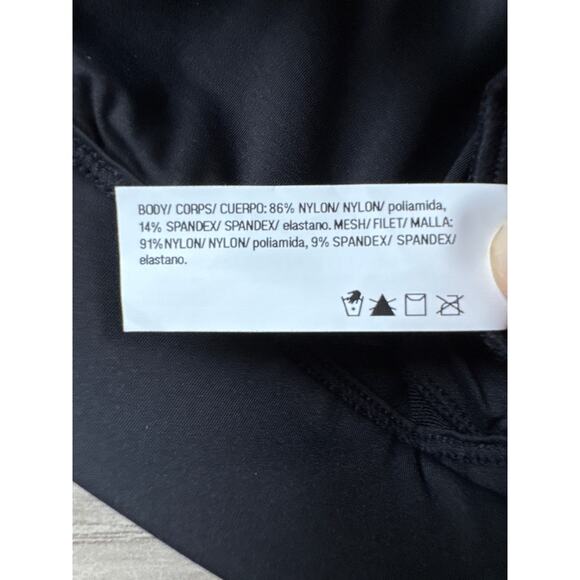 BODY/ CORPS/ CUERPO: 86% NYLON/ NYLON/ poliamida,
14% SPANDEX/ SPANDEX/ elastano. MESH/ FILET/ MALLA:
91% NYLON/ NYLON/ poliamida, 9% SPANDEX/ SPANDEX/
elastano.